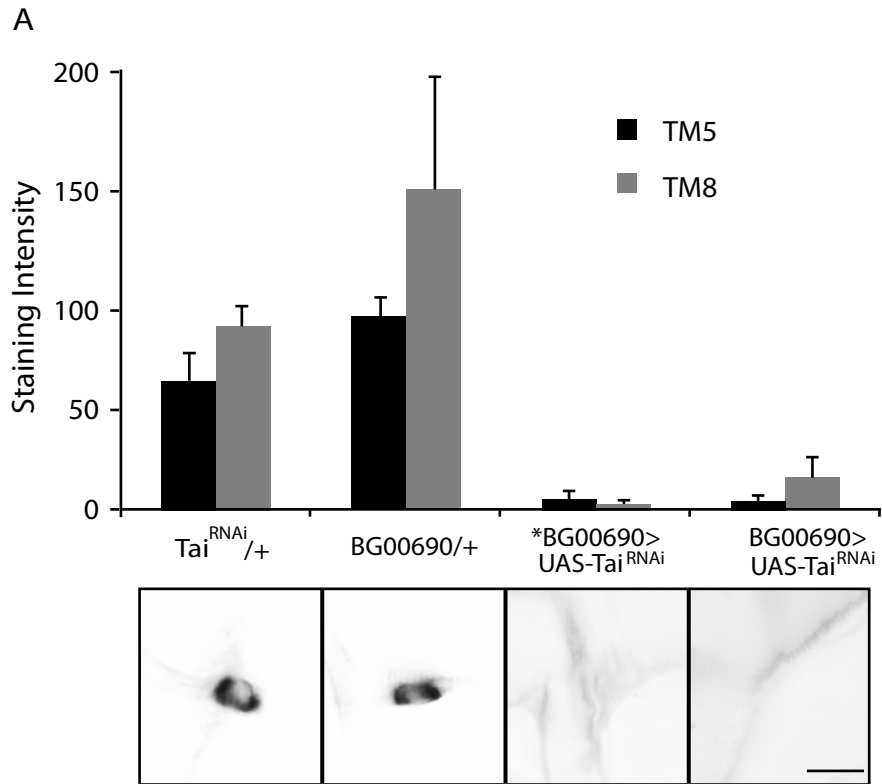 A
200
150
100
50
0
Staining Intensity
TM5
TM8
Tai^RNAi/+
BG00690/+
*BG00690>
UAS-Tai^RNAi
BG00690>
UAS-Tai^RNAi